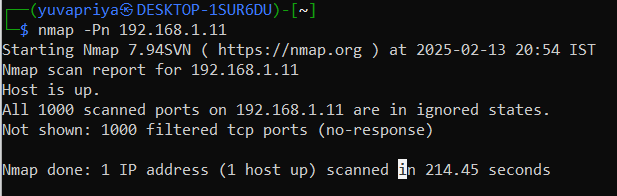 ┌──(yuvapriya㉿DESKTOP-1SUR6DU)-[~]
└─$ nmap -Pn 192.168.1.11
Starting Nmap 7.94SVN ( https://nmap.org ) at 2025-02-13 20:54 IST
Nmap scan report for 192.168.1.11
Host is up.
All 1000 scanned ports on 192.168.1.11 are in ignored states.
Not shown: 1000 filtered tcp ports (no-response)
Nmap done: 1 IP address (1 host up) scanned in 214.45 seconds